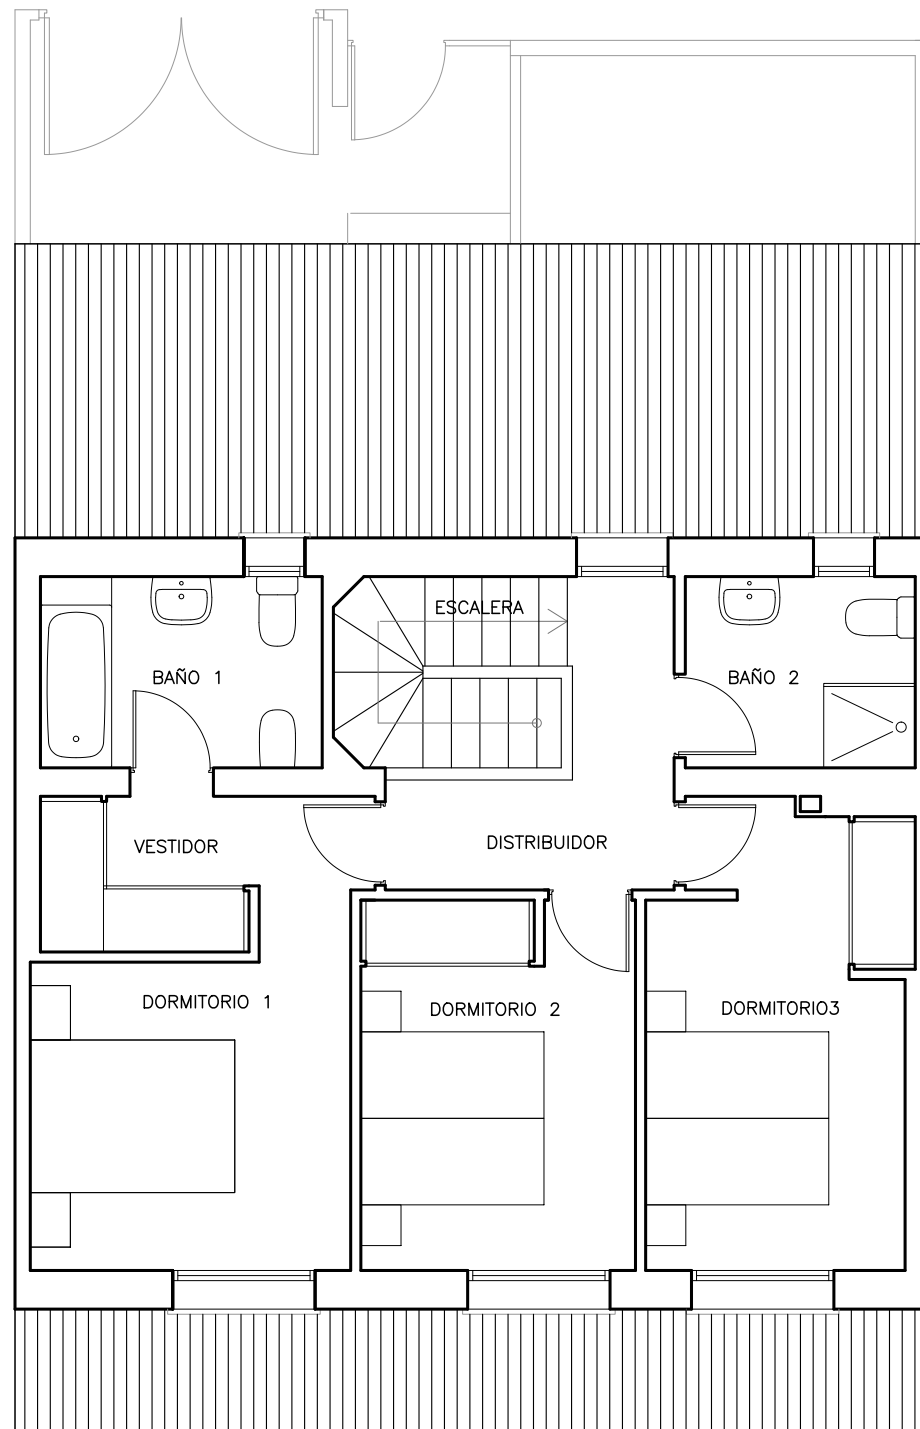 ESCALERA
BAÑO 1
BAÑO 2
VESTIDOR
DISTRIBUIDOR
DORMITORIO 1
DORMITORIO 2
DORMITORIO3